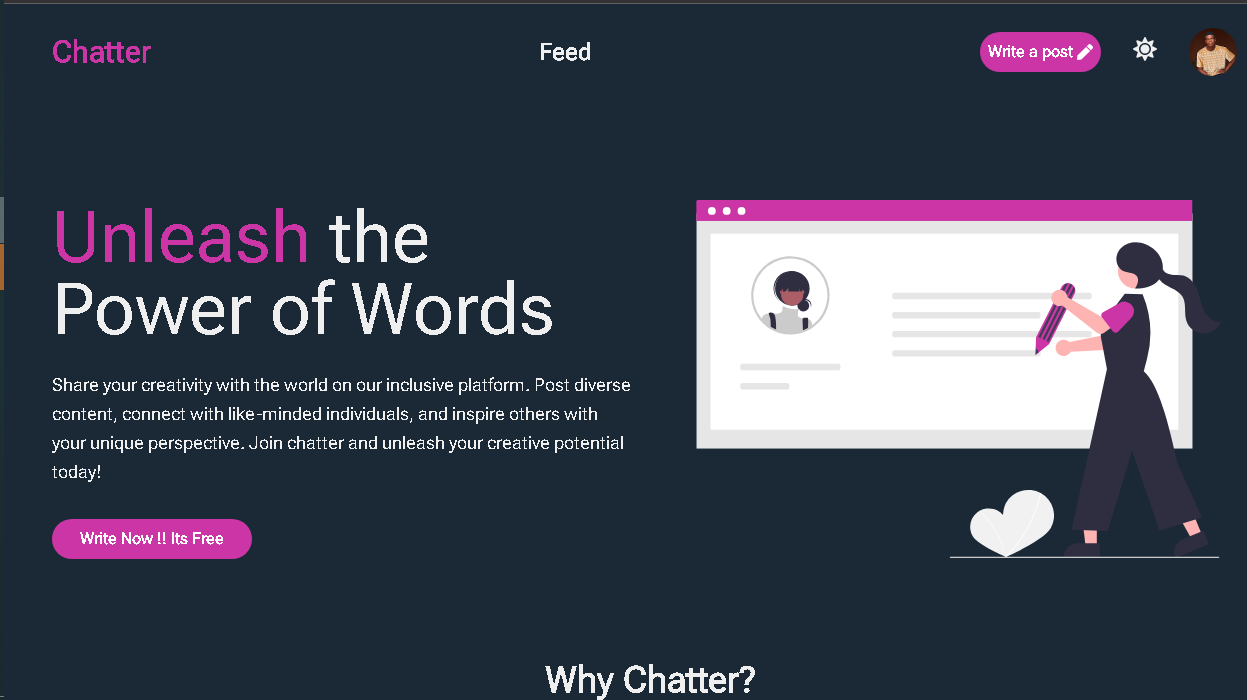 Chatter
Feed
Write a post
Unleash the
Power of Words
Share your creativity with the world on our inclusive platform. Post diverse
content, connect with like-minded individuals, and inspire others with
your unique perspective. Join chatter and unleash your creative potential
today!
Write Now !! Its Free
Why Chatter?